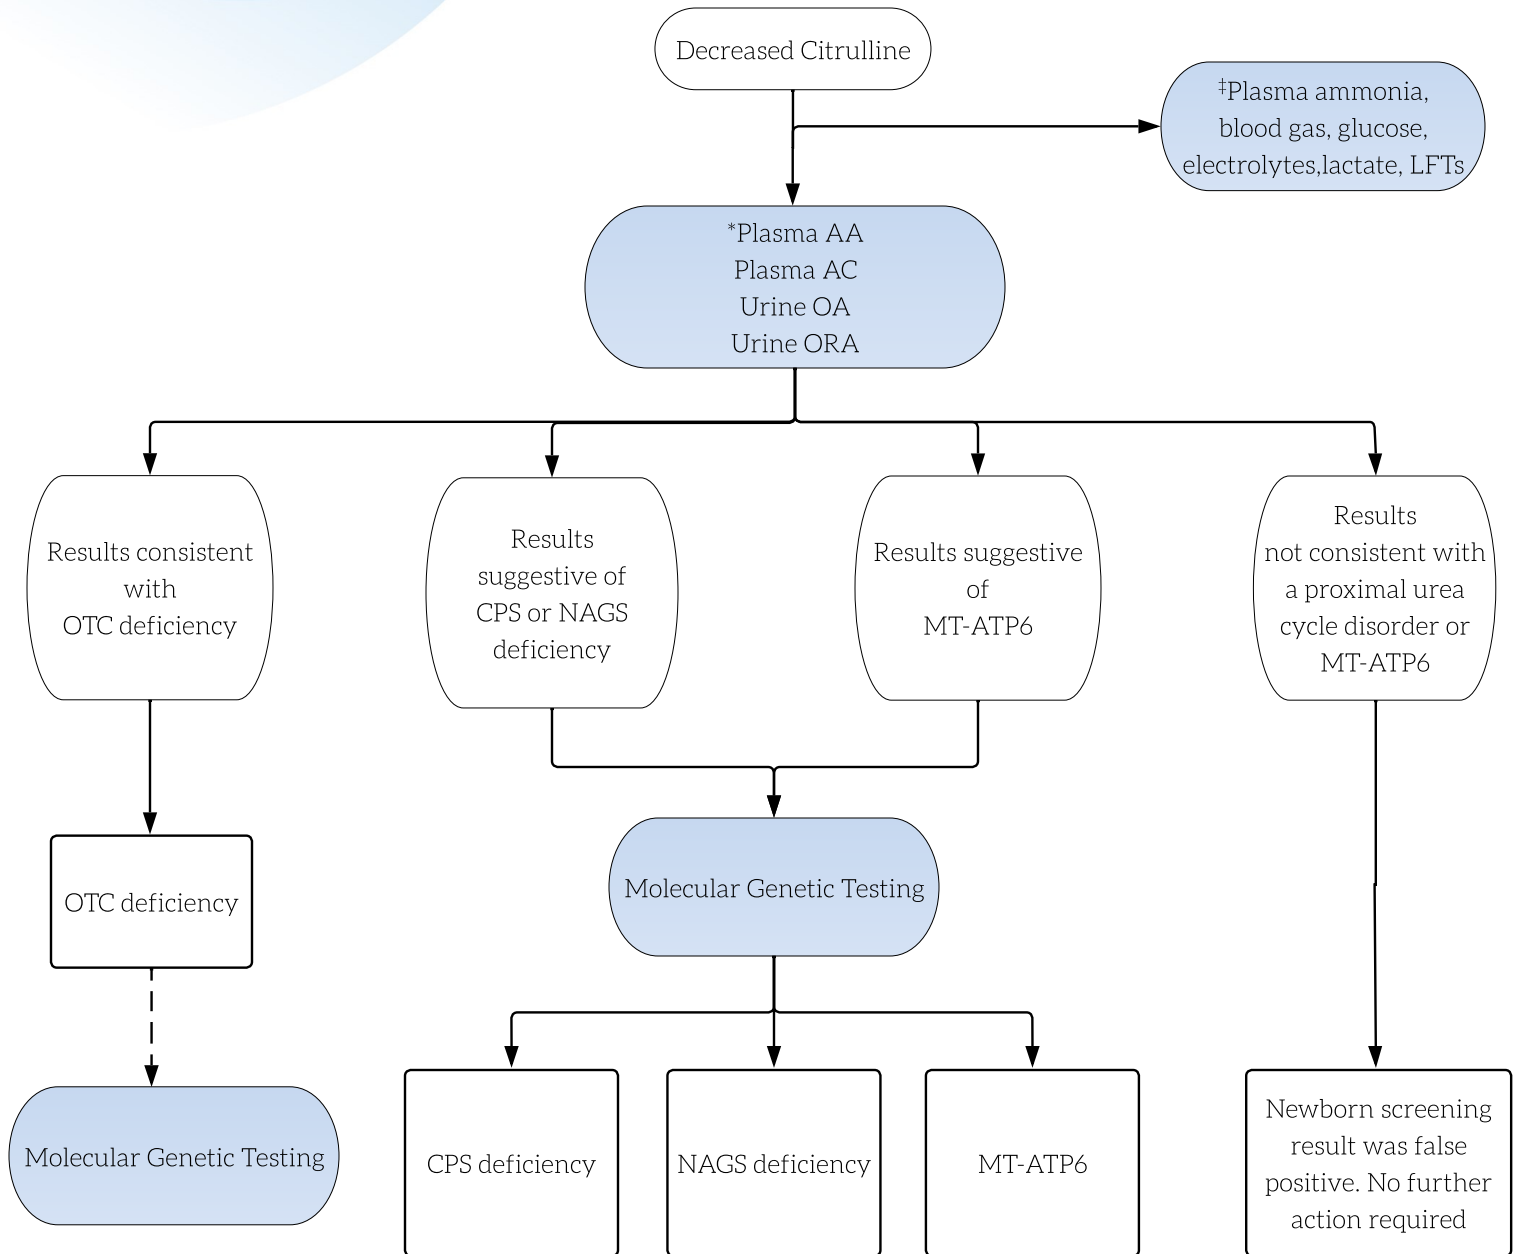 Decreased Citrulline
‡Plasma ammonia,
blood gas, glucose,
electrolytes,lactate, LFTs
*Plasma AA
Plasma AC
Urine OA
Urine ORA
Results consistent
with
OTC deficiency
Results
suggestive of
CPS or NAGS
deficiency
Results suggestive
of
MT-ATP6
Results
not consistent with
a proximal urea
cycle disorder or
MT-ATP6
OTC deficiency
Molecular Genetic Testing
Molecular Genetic Testing
CPS deficiency
NAGS deficiency
MT-ATP6
Newborn screening
result was false
positive. No further
action required